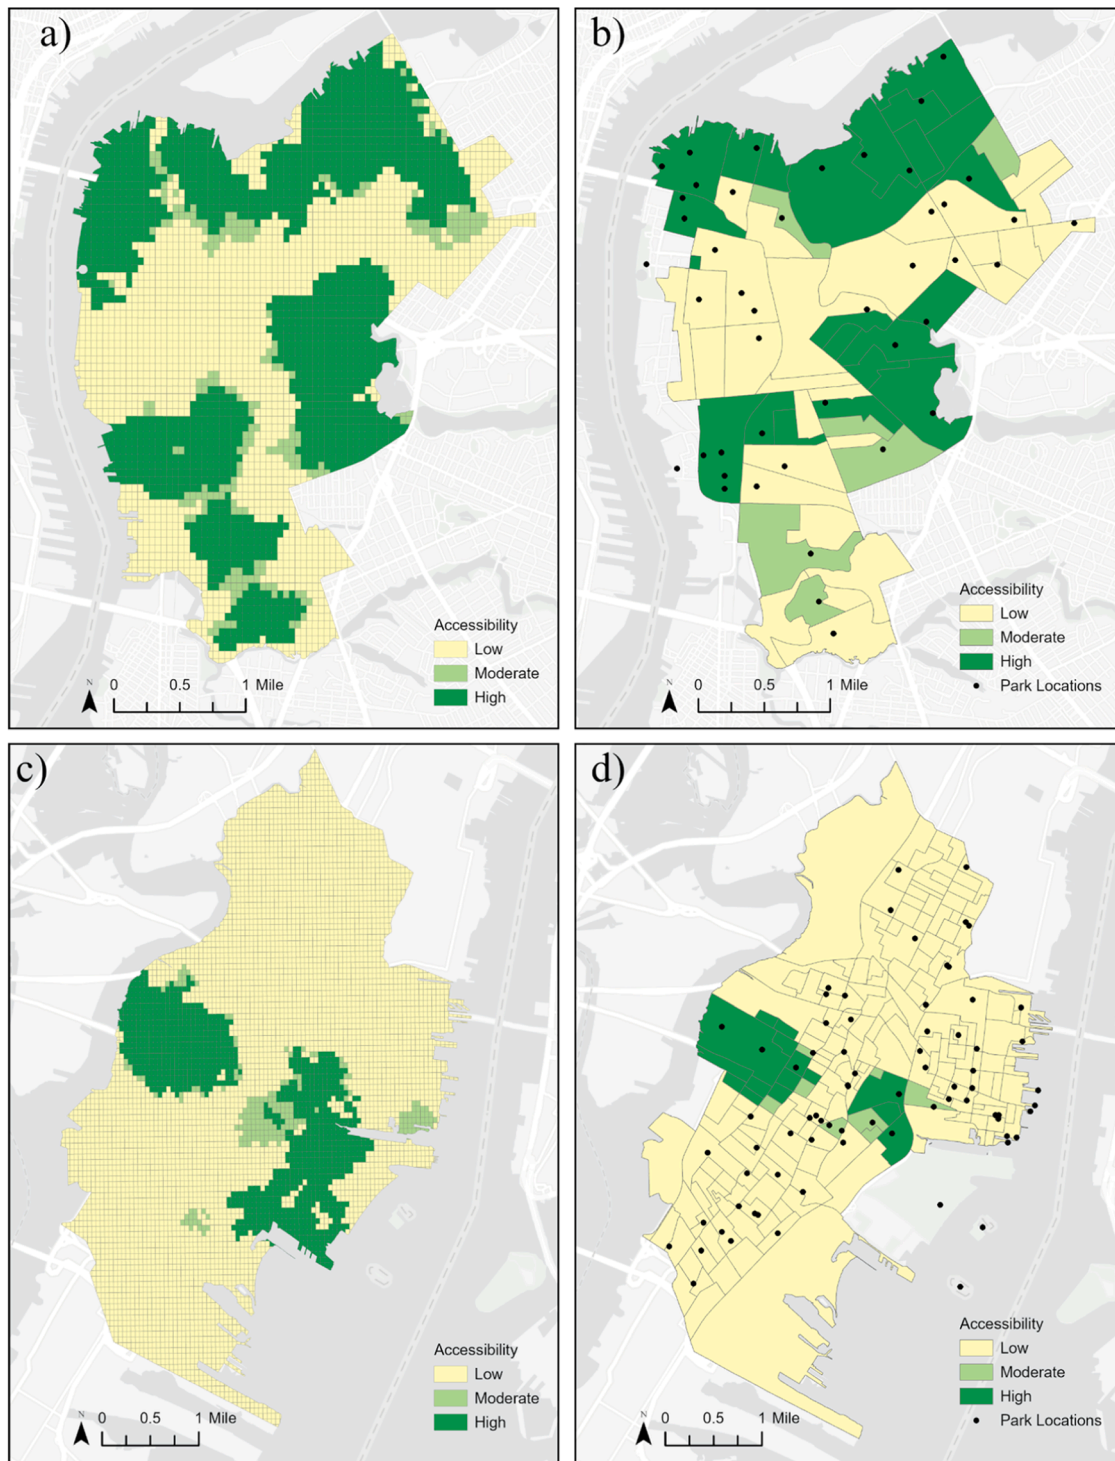 a)
Accessibility
Low
Moderate
High
N
0 0.5 1 Mile
b)
Accessibility
Low
Moderate
High
Park Locations
N
0 0.5 1 Mile
c)
Accessibility
Low
Moderate
High
N
0 0.5 1 Mile
d)
Accessibility
Low
Moderate
High
Park Locations
N
0 0.5 1 Mile